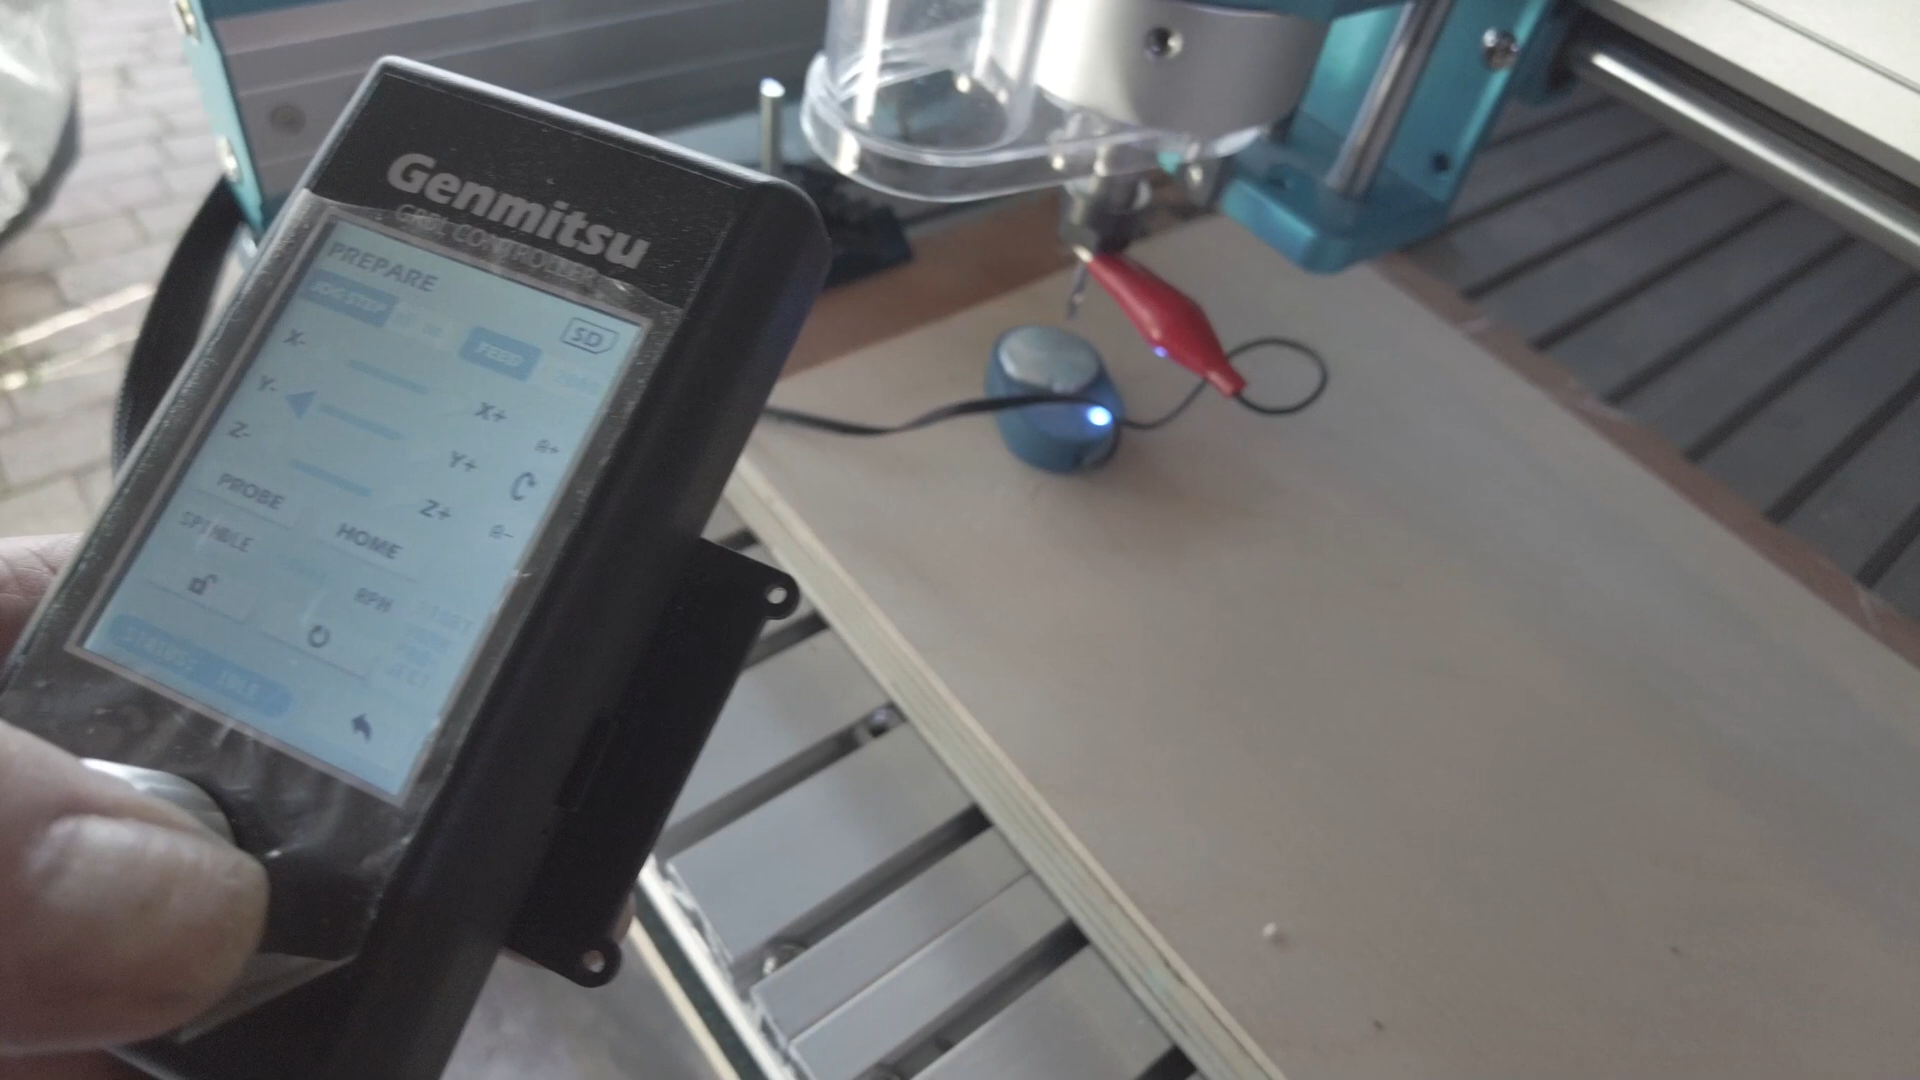 Genmitsu
GRBL CONTROLLER
PREPARE
SD
JOG STEP
FEED
X-
X+
Y-
Y+
Z-
Z+
A+
A-
PROBE
HOME
SPINDLE
RPM
STATUS: IDLE